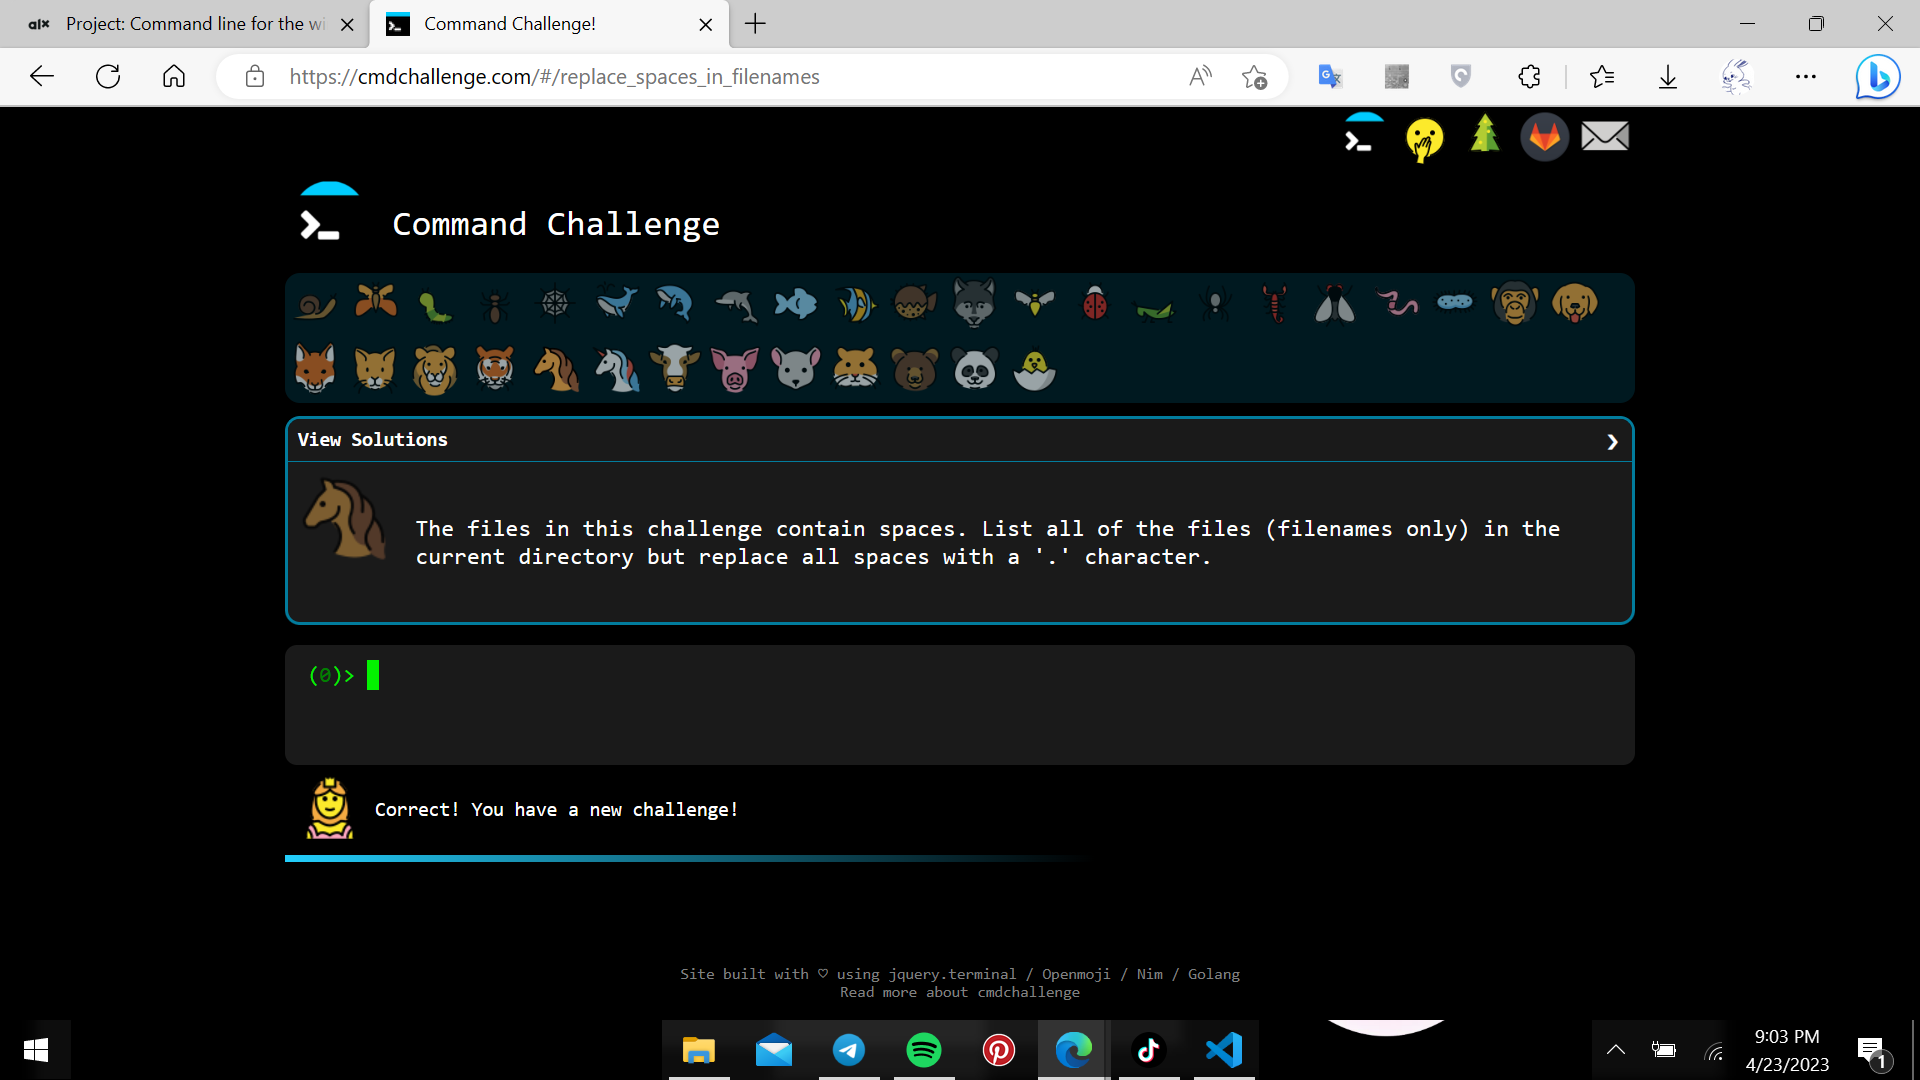 alx Project: Command line for the wi
Command Challenge!
https://cmdchallenge.com/#/replace_spaces_in_filenames
Command Challenge
View Solutions
The files in this challenge contain spaces. List all of the files (filenames only) in the
current directory but replace all spaces with a '.' character.
(0)>
Correct! You have a new challenge!
Site built with ♡ using jquery.terminal / Openmoji / Nim / Golang
Read more about cmdchallenge
9:03 PM
4/23/2023
1